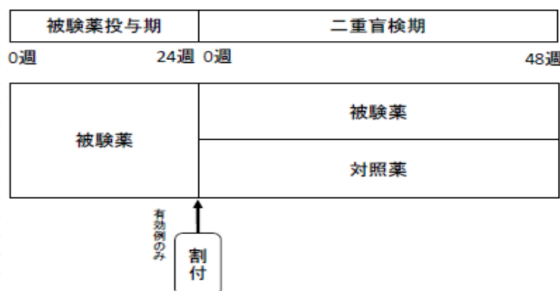 被験薬投与期 二重盲検期
0週 24週 0週 48週
被験薬
被験薬
対照薬
有効例のみ
割付